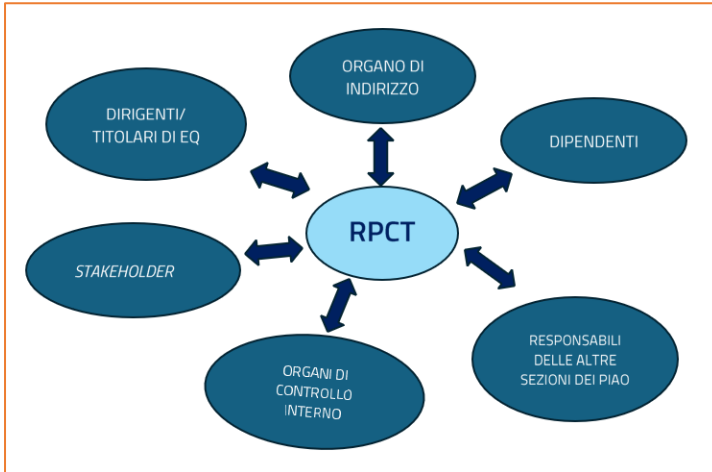 ORGANO DI
INDIRIZZO
DIRIGENTI/
TITOLARI DI EQ
DIPENDENTI
RPCT
STAKEHOLDER
RESPONSABILI
DELLE ALTRE
SEZIONI DEI PIAO
ORGANI DI
CONTROLLO
INTERNO